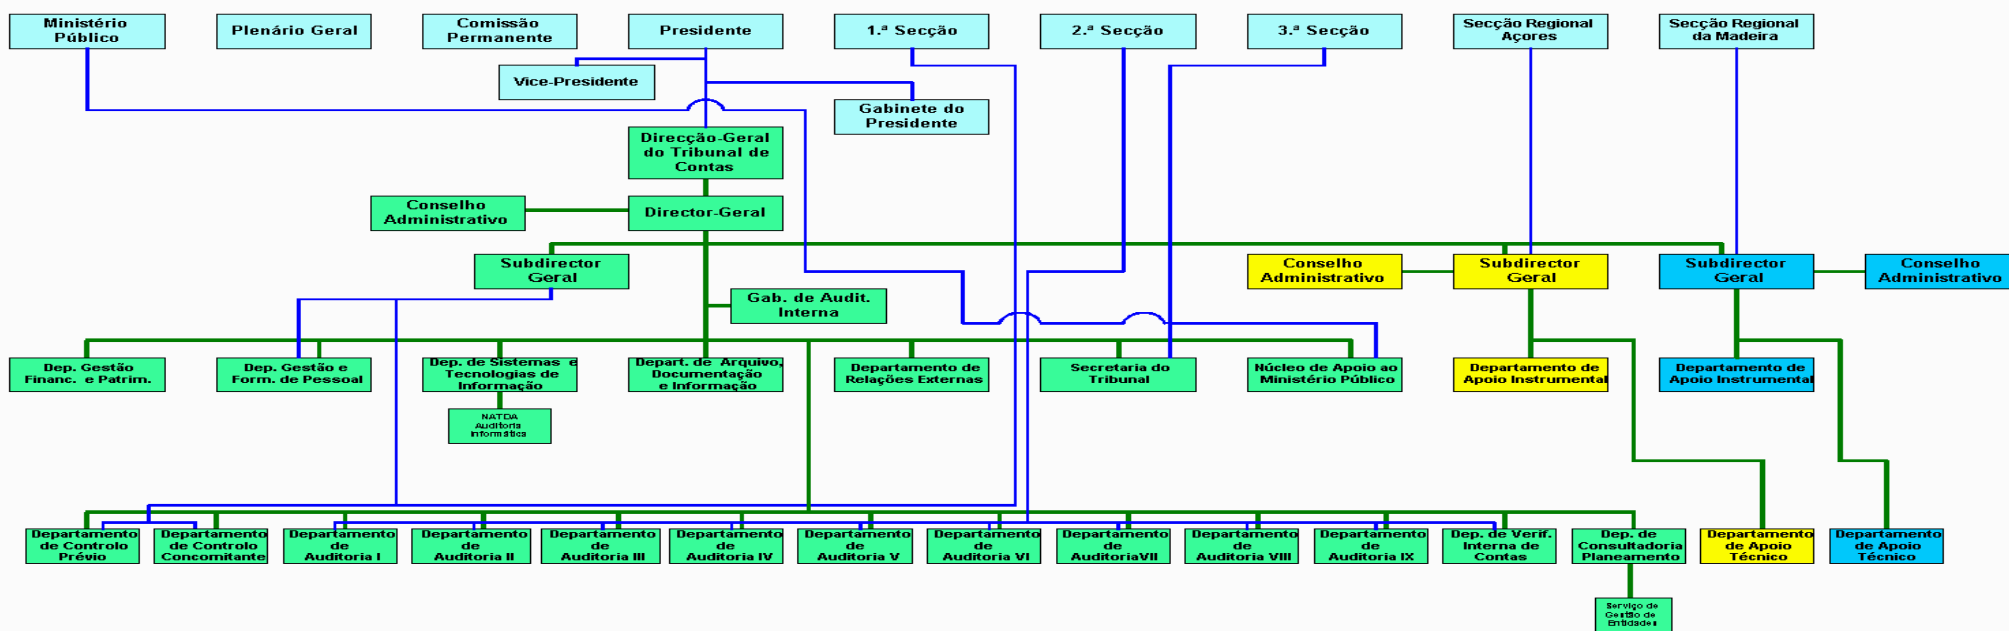 Ministério
Público
Plenário Geral
Comissão
Permanente
Presidente
1.ª Secção
2.ª Secção
3.ª Secção
Secção Regional
Açores
Secção Regional
da Madeira
Vice-Presidente
Gabinete do
Presidente
Direcção-Geral
do Tribunal de
Contas
Conselho
Administrativo
Director-Geral
Subdirector
Geral
Conselho
Administrativo
Subdirector
Geral
Subdirector
Geral
Conselho
Administrativo
Gab. de Audit.
Interna
Dep. Gestão
Financ. e Patrim.
Dep. Gestão e
Form. de Pessoal
Dep. de Sistemas e
Tecnologias de
Informação
Depart. de Arquivo,
Documentação
e Informação
Departamento de
Relações Externas
Secretaria do
Tribunal
Núcleo de Apoio ao
Ministério Público
Departamento de
Apoio Instrumental
Departamento de
Apoio Instrumental
NATDA
Auditoria
Informática
Departamento
de Controlo
Prévio
Departamento
de Controlo
Concomitante
Departamento
de
Auditoria I
Departamento
de
Auditoria II
Departamento
de
Auditoria III
Departamento
de
Auditoria IV
Departamento
de
Auditoria V
Departamento
de
Auditoria VI
Departamento
de
AuditoriaVII
Departamento
de
Auditoria VIII
Departamento
de
Auditoria IX
Dep. de Verif.
Interna de
Contas
Dep. de
Consultadoria
Planeamento
Departamento
de Apoio
Técnico
Departamento
de Apoio
Técnico
Serviço de
Gestão de
Entidades